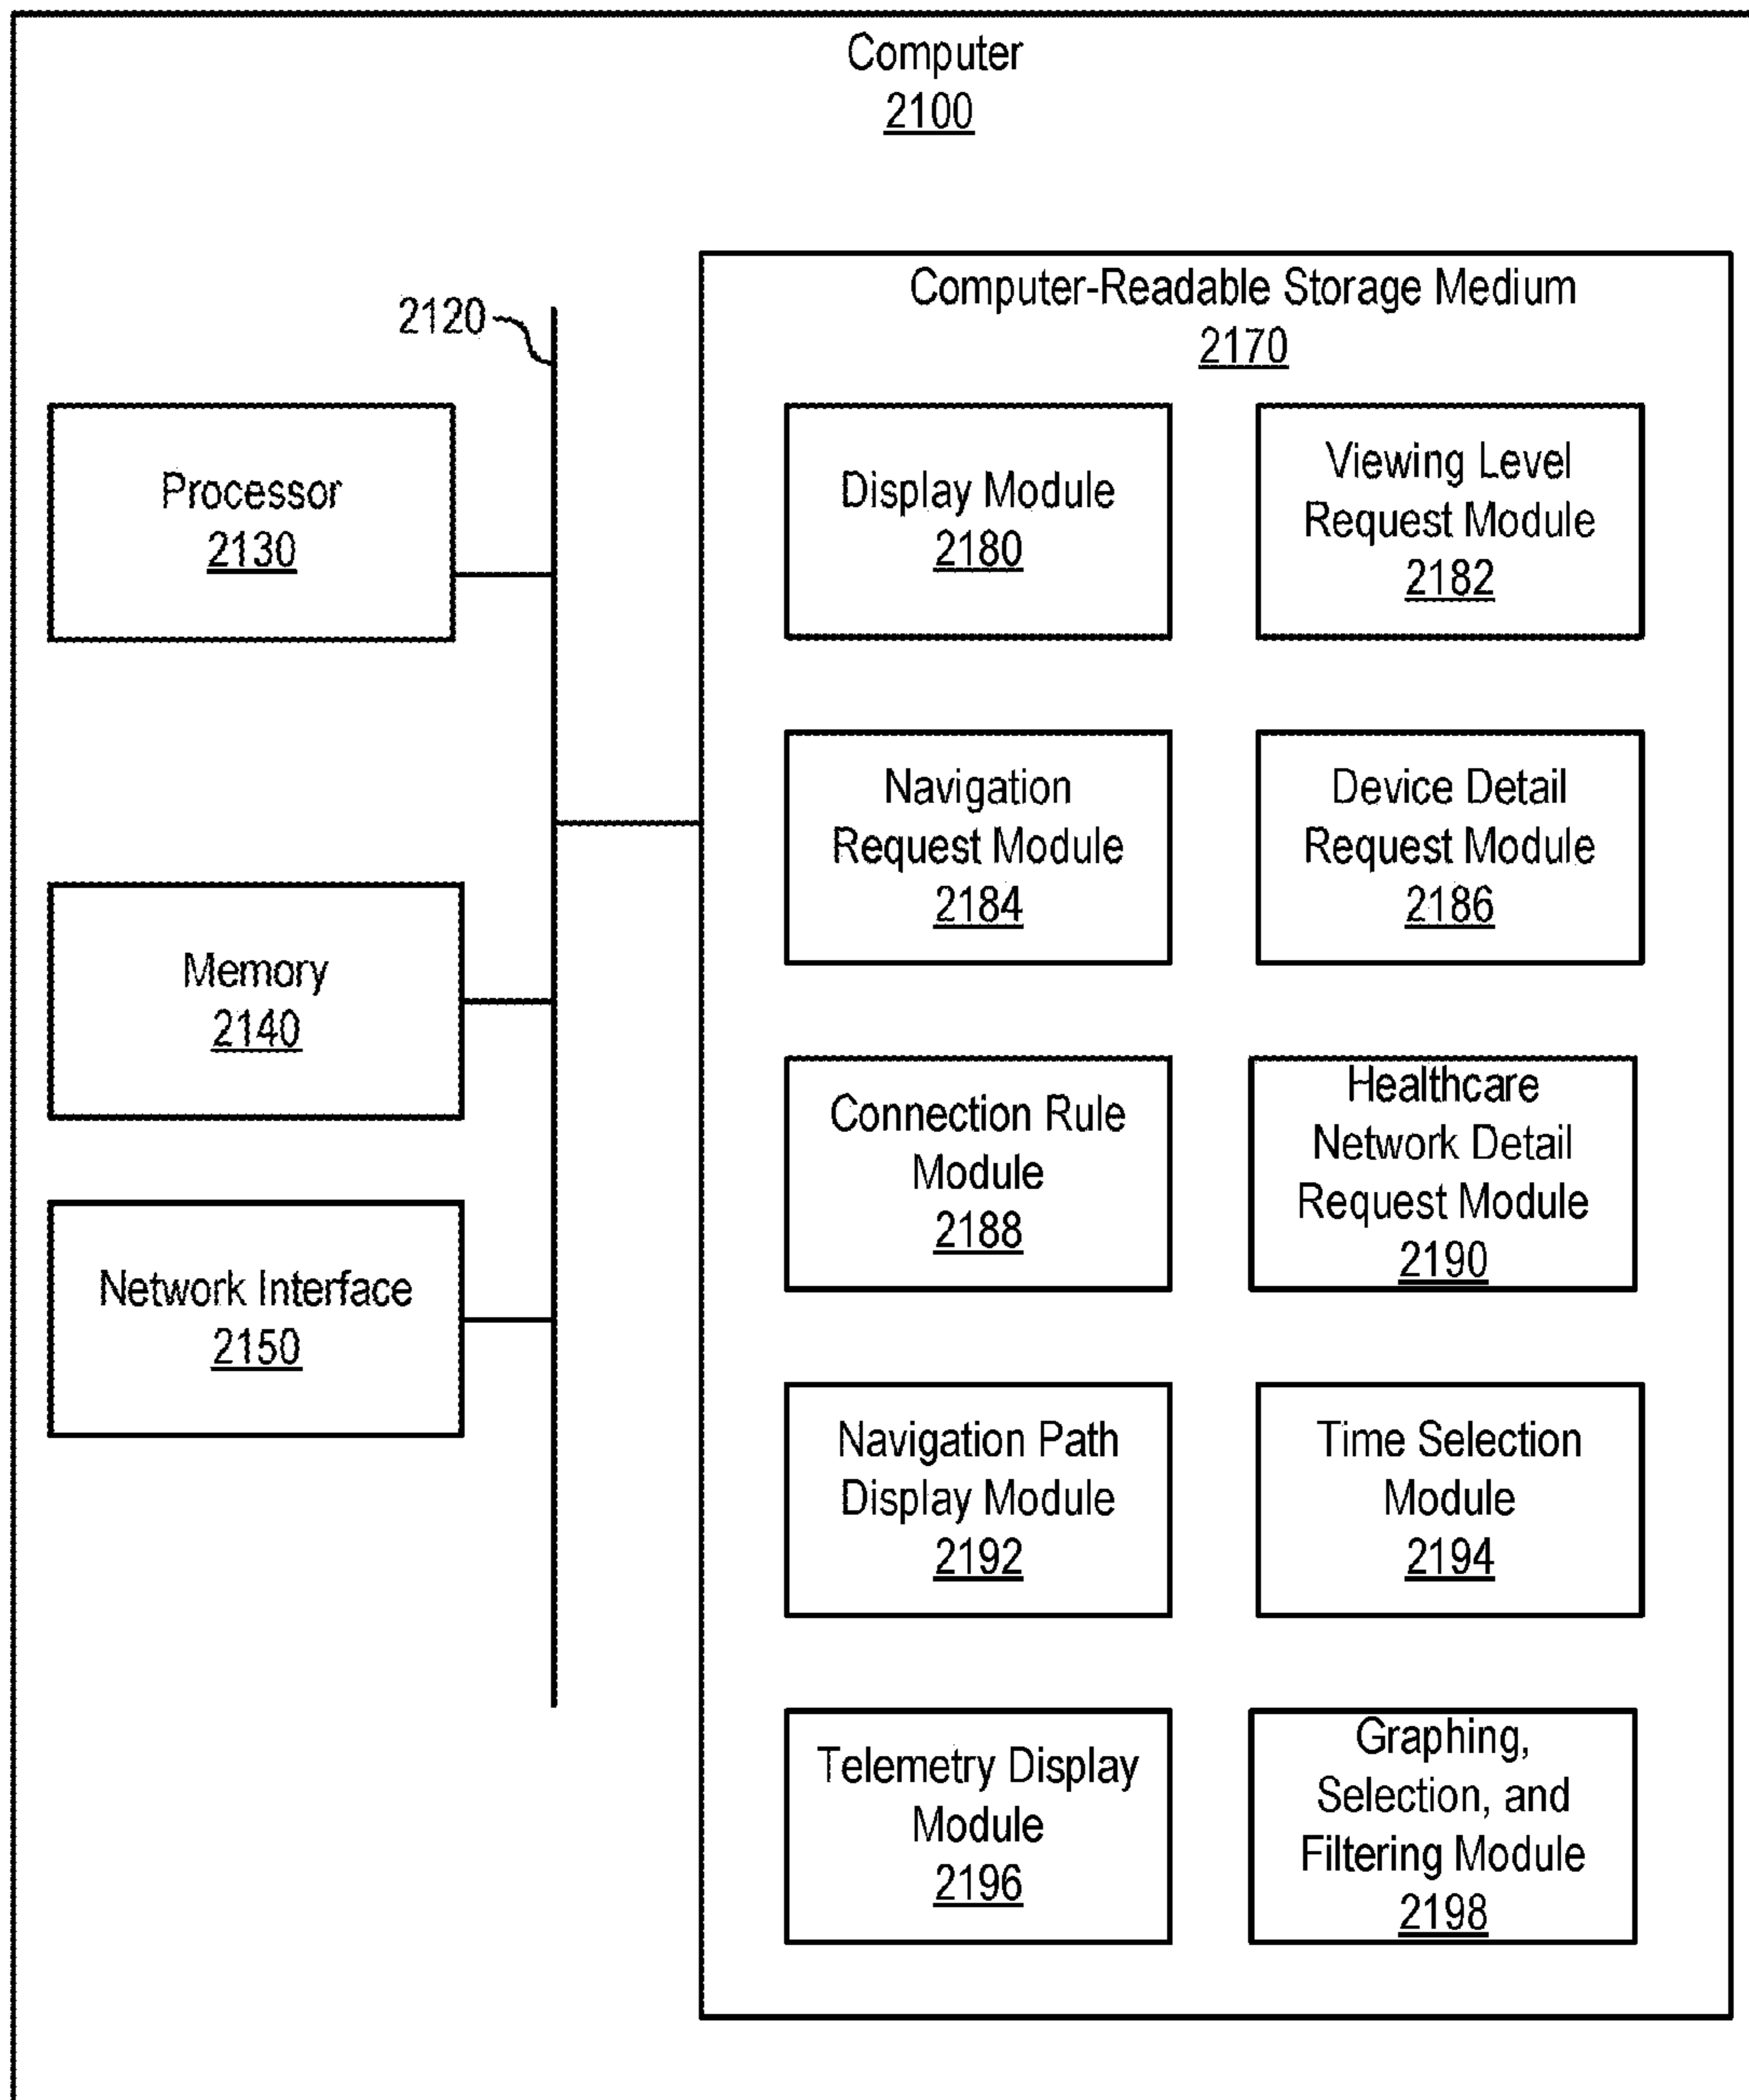 Computer
2100
2120
Computer-Readable Storage Medium
2170
Processor
2130
Memory
2140
Network Interface
2150
Display Module
2180
Viewing Level
Request Module
2182
Navigation
Request Module
2184
Device Detail
Request Module
2186
Connection Rule
Module
2188
Healthcare
Network Detail
Request Module
2190
Navigation Path
Display Module
2192
Time Selection
Module
2194
Telemetry Display
Module
2196
Graphing,
Selection, and
Filtering Module
2198